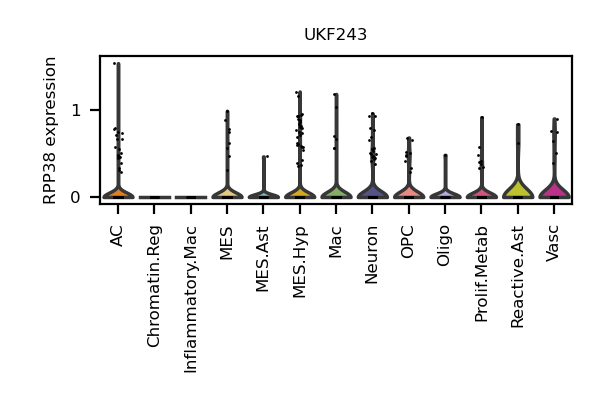 UKF243
RPP38 expression
1
0
AC
Chromatin.Reg
Inflammatory.Mac
MES
MES.Ast
MES.Hyp
Mac
Neuron
OPC
Oligo
Prolif.Metab
Reactive.Ast
Vasc